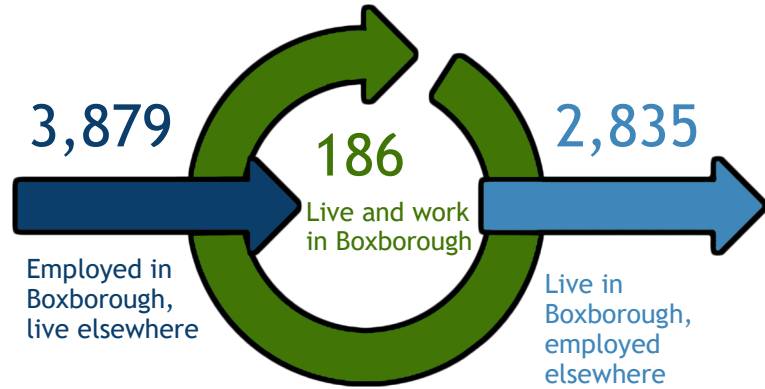 3,879
Employed in
Boxborough,
live elsewhere
186
Live and work
in Boxborough
2,835
Live in
Boxborough,
employed
elsewhere